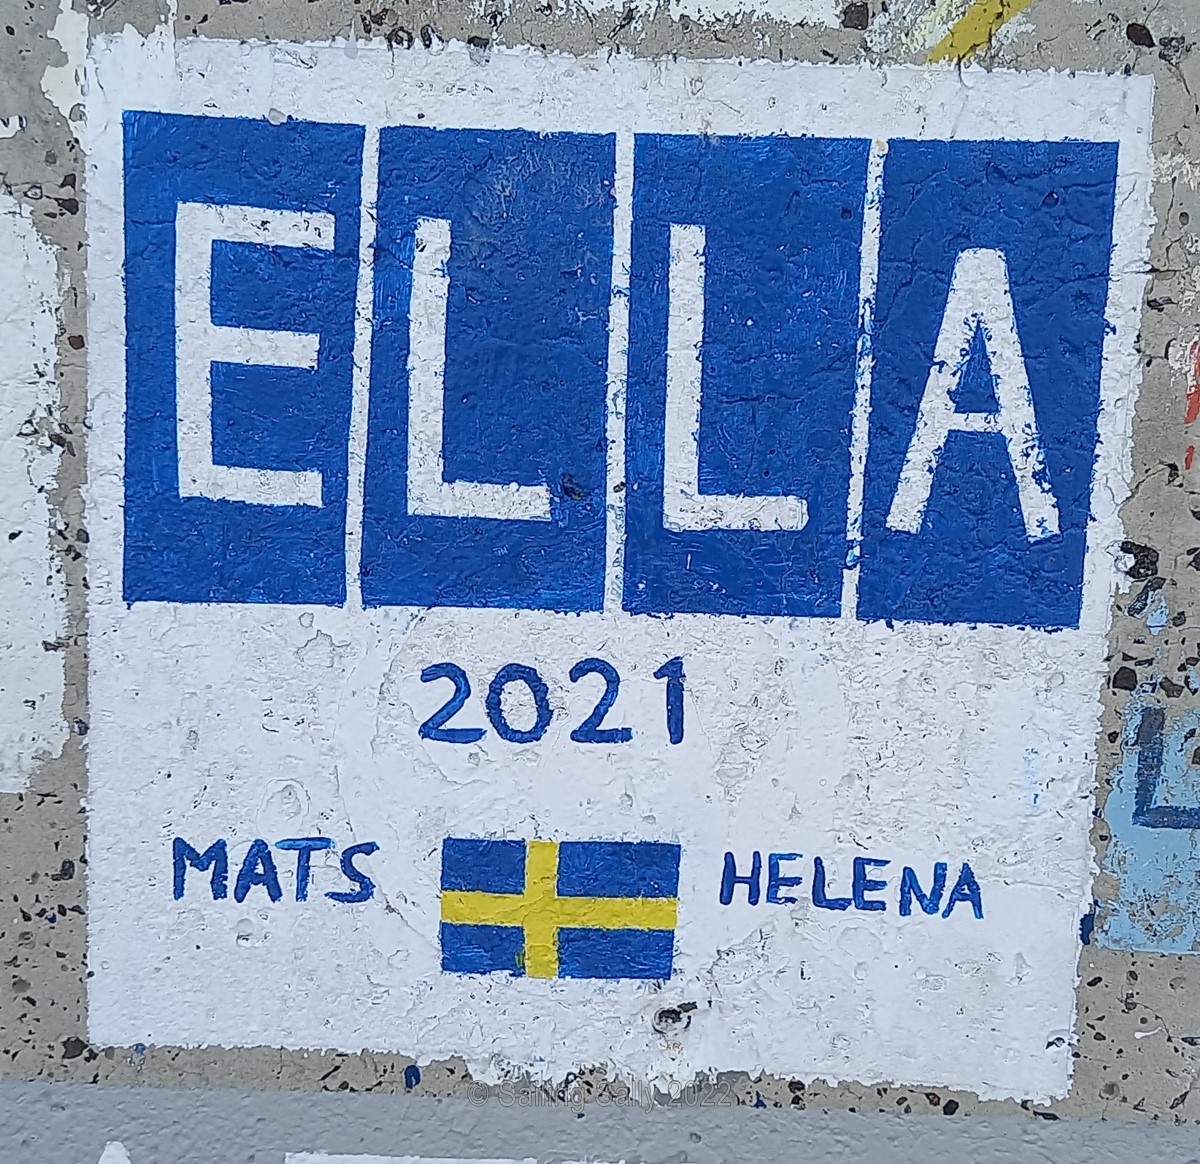 ELLA
2021
MATS HELENA
© Sailing Sally 2022